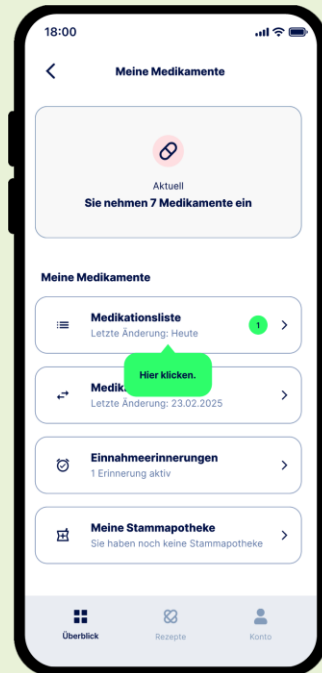 18:00
Meine Medikamente
Aktuell
Sie nehmen 7 Medikamente ein
Meine Medikamente
Medikationsliste
Letzte Änderung: Heute
1
Hier klicken.
Letzte Änderung: 23.02.2025
Einnahmeerinnerungen
1 Erinnerung aktiv
Meine Stammapotheke
Sie haben noch keine Stammapotheke
Überblick
Rezepte
Konto